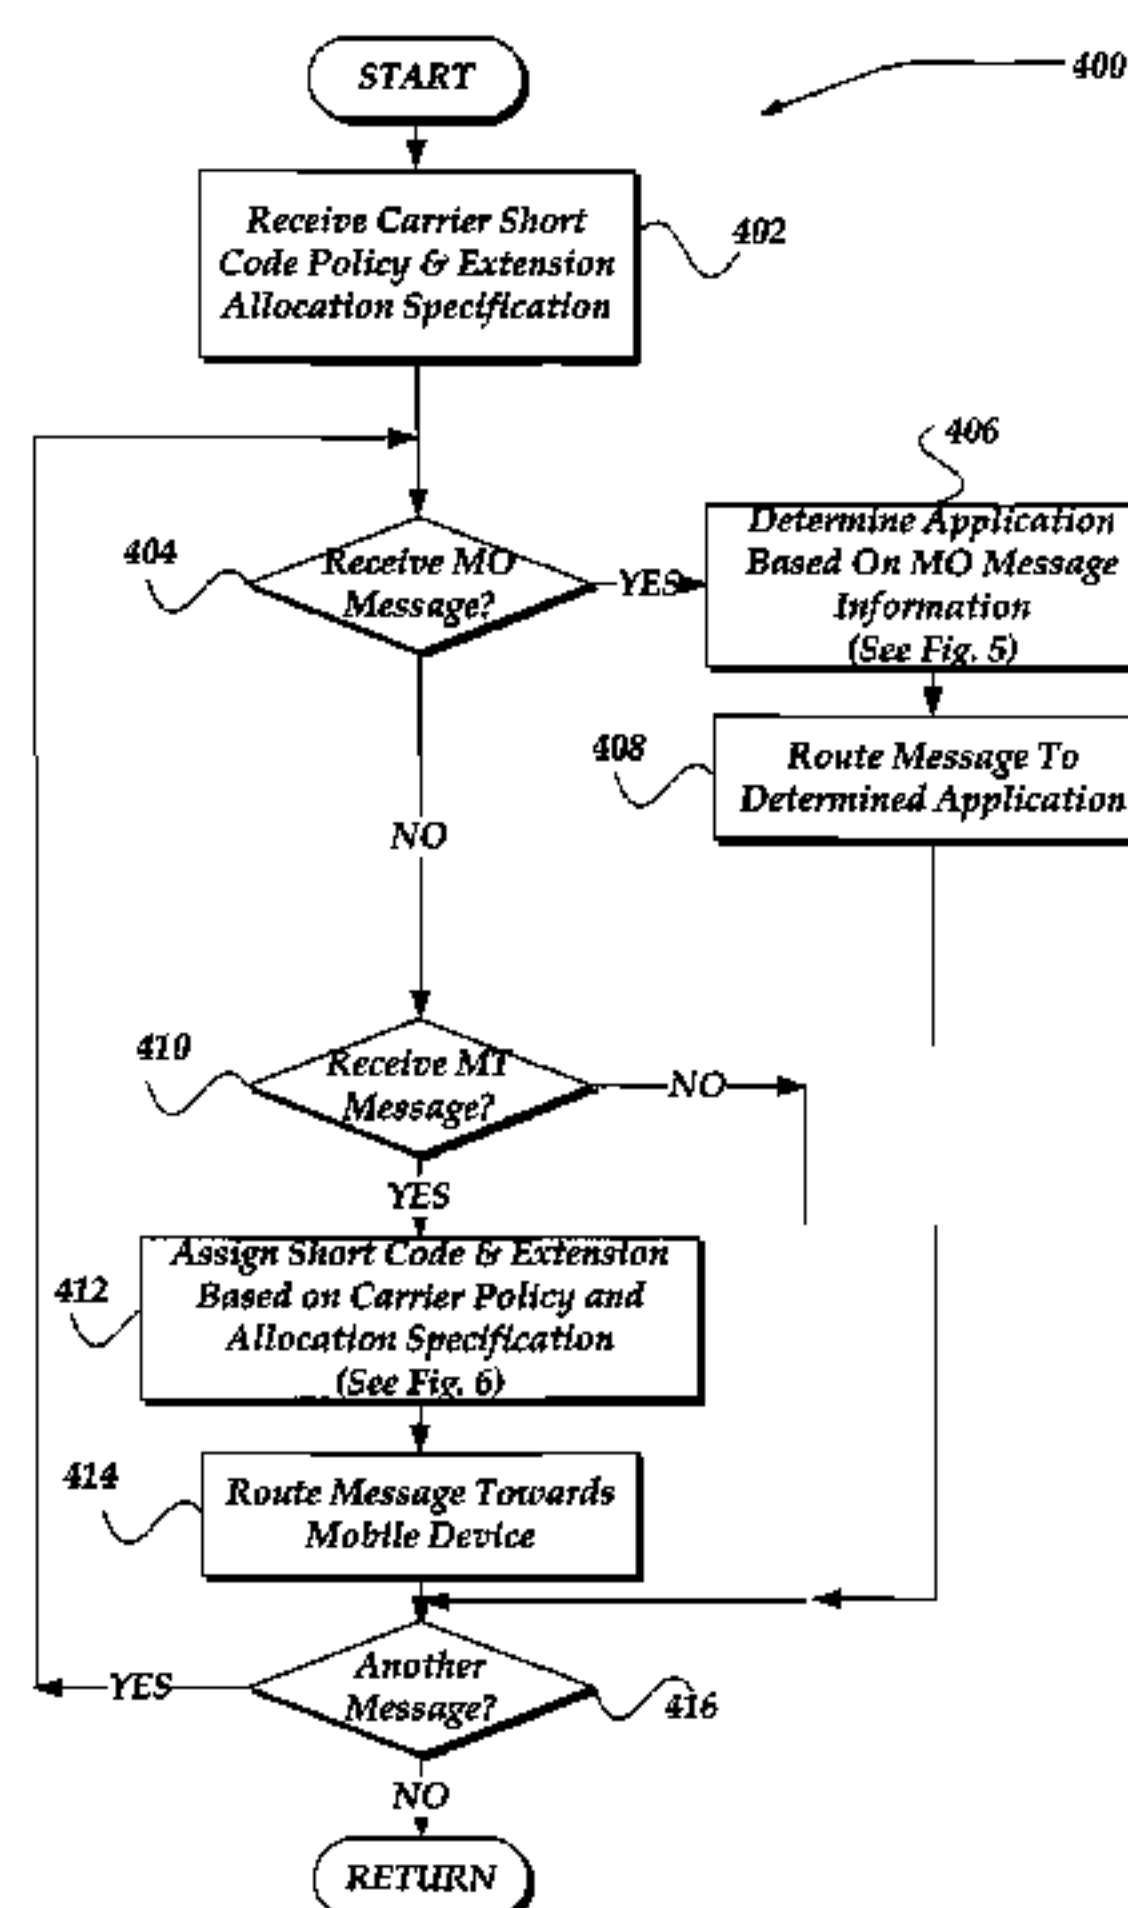 START
400
Receive Carrier Short
Code Policy & Extension
Allocation Specification
402
406
404
Receive MO
Message?
YES
Determine Application
Based On MO Message
Information
(See Fig. 5)
408
Route Message To
Determined Application
NO
410
Receive MT
Message?
NO
YES
412
Assign Short Code & Extension
Based on Carrier Policy and
Allocation Specification
(See Fig. 6)
414
Route Message Towards
Mobile Device
Another
Message?
YES
416
NO
RETURN